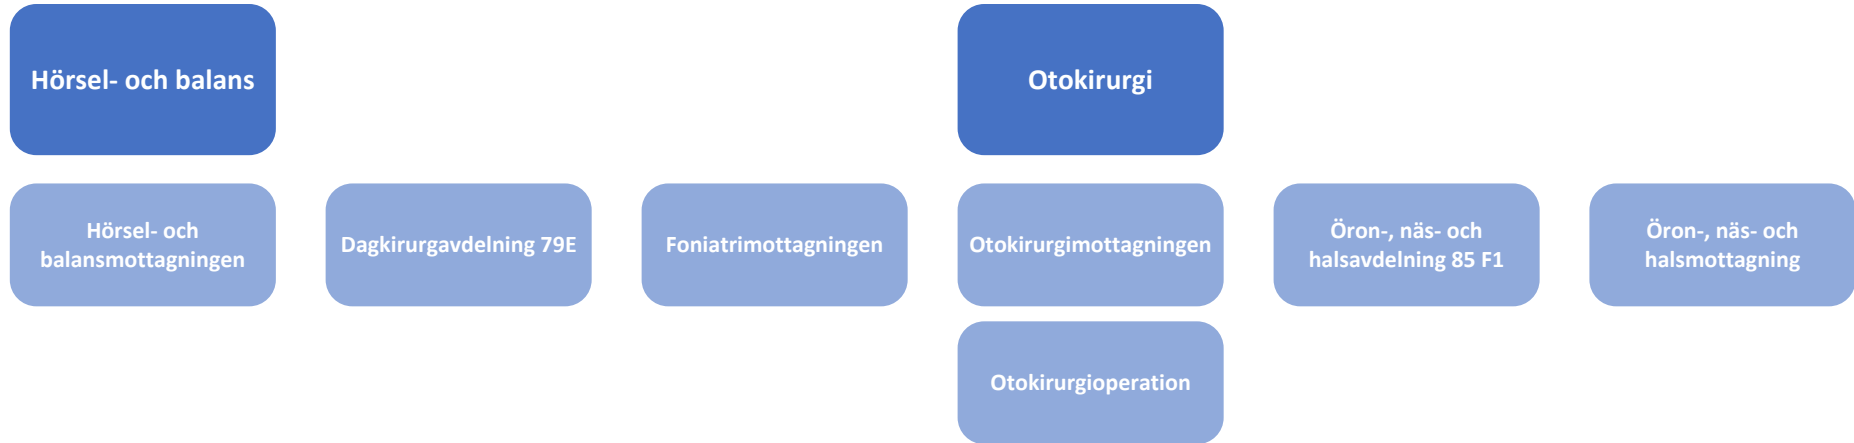 Hörsel- och balans
Otokirurgi
Hörsel- och
balansmottagningen
Dagkirurgavdelning 79E
Foniatrimottagningen
Otokirurgimottagningen
Öron-, näs- och
halsavdelning 85 F1
Öron-, näs- och
halsmottagning
Otokirurgioperation